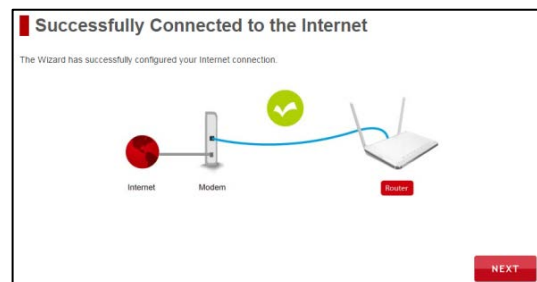 Successfully Connected to the Internet
The Wizard has successfully configured your Internet connection.
Internet
Modem
Router
NEXT